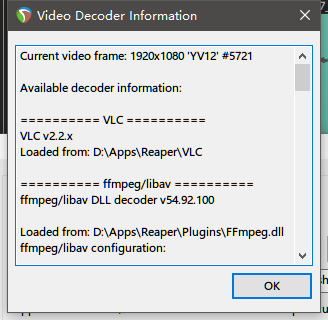 Video Decoder Information
Current video frame: 1920x1080 'YV12' #5721
Available decoder information:
========== VLC ==========
VLC v2.2.x
Loaded from: D:\Apps\Reaper\VLC
========== ffmpeg/libav ==========
ffmpeg/libav DLL decoder v54.92.100
Loaded from: D:\Apps\Reaper\Plugins\FFmpeg.dll
ffmpeg/libav configuration:
OK